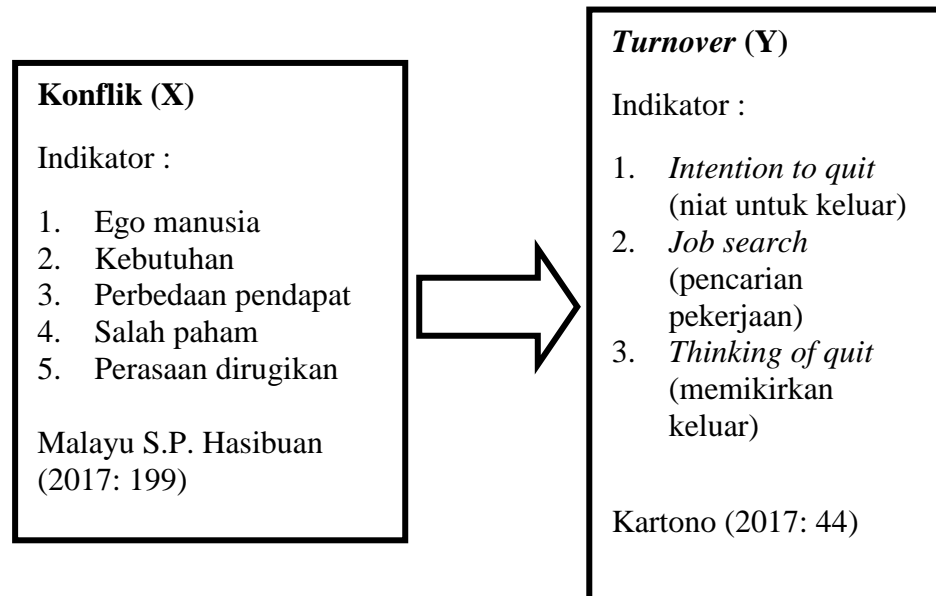 Konflik (X)
Indikator :
1. Ego manusia
2. Kebutuhan
3. Perbedaan pendapat
4. Salah paham
5. Perasaan dirugikan
Malayu S.P. Hasibuan
(2017: 199)
Turnover (Y)
Indikator :
1. Intention to quit
(niat untuk keluar)
2. Job search
(pencarian
pekerjaan)
3. Thinking of quit
(memikirkan
keluar)
Kartono (2017: 44)